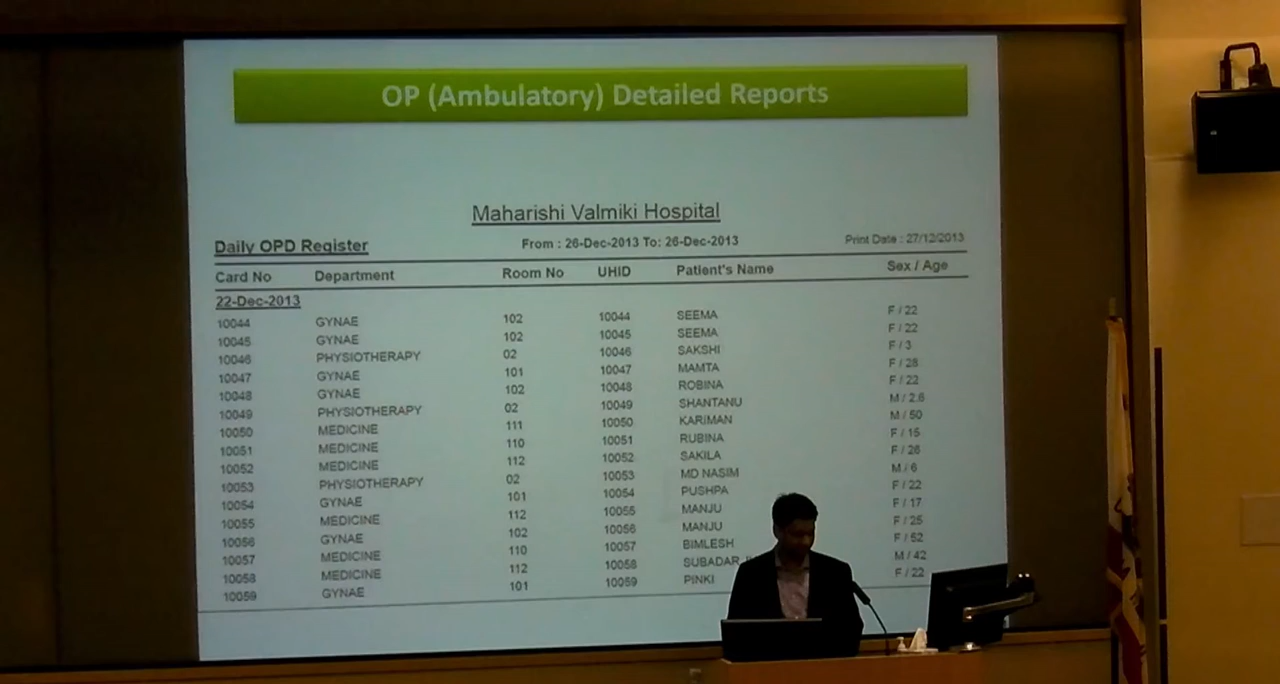 OP (Ambulatory) Detailed Reports
Maharishi Valmiki Hospital
Daily OPD Register From : 26-Dec-2013 To: 26-Dec-2013 Print Date : 27/12/2013
Card No Department Room No UHID Patient's Name Sex / Age
22-Dec-2013
10044 GYNAE 102 10044 SEEMA F / 22
10045 GYNAE 102 10045 SEEMA F / 22
10046 PHYSIOTHERAPY 02 10046 SAKSHI F / 3
10047 GYNAE 101 10047 MAMTA F / 28
10048 GYNAE 102 10048 ROBINA F / 22
10049 PHYSIOTHERAPY 02 10049 SHANTANU M / 2.6
10050 MEDICINE 111 10050 KARIMAN M / 50
10051 MEDICINE 110 10051 RUBINA F / 15
10052 MEDICINE 112 10052 SAKILA F / 26
10053 PHYSIOTHERAPY 02 10053 MD NASIM M / 6
10054 GYNAE 101 10054 PUSHPA F / 22
10055 MEDICINE 112 10055 MANJU F / 17
10056 GYNAE 102 10056 MANJU F / 25
10057 MEDICINE 110 10057 BIMLESH F / 52
10058 MEDICINE 112 10058 SUBADAR M / 42
10059 GYNAE 101 10059 PINKI F / 22